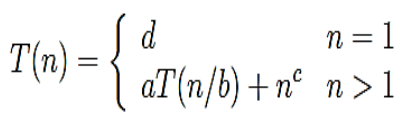 T(n) = { d n = 1
aT(n/b) + n^c n > 1